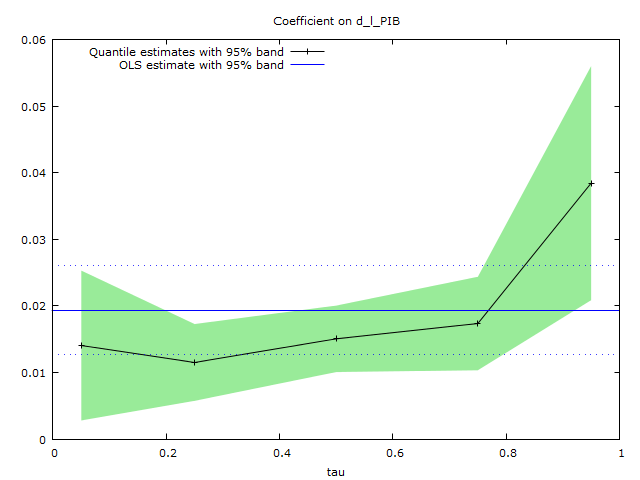 Coefficient on d_l_PIB
Quantile estimates with 95% band
OLS estimate with 95% band
0.06
0.05
0.04
0.03
0.02
0.01
0
0 0.2 0.4 0.6 0.8 1
tau